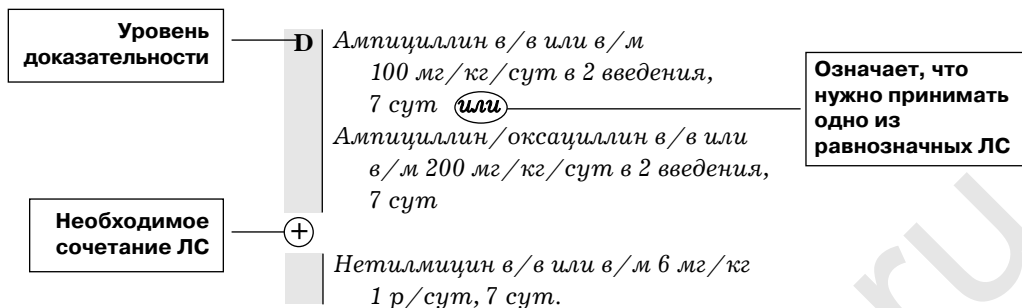 Уровень
доказательности
D
Ампициллин в/в или в/м
100 мг/кг/сут в 2 введения,
7 сут или
Ампициллин/оксациллин в/в или
в/м 200 мг/кг/сут в 2 введения,
7 сут
Означает, что
нужно принимать
одно из
равнозначных ЛС
Необходимое
сочетание ЛС
+
Нетилмицин в/в или в/м 6 мг/кг
1 р/сут, 7 сут.
ru